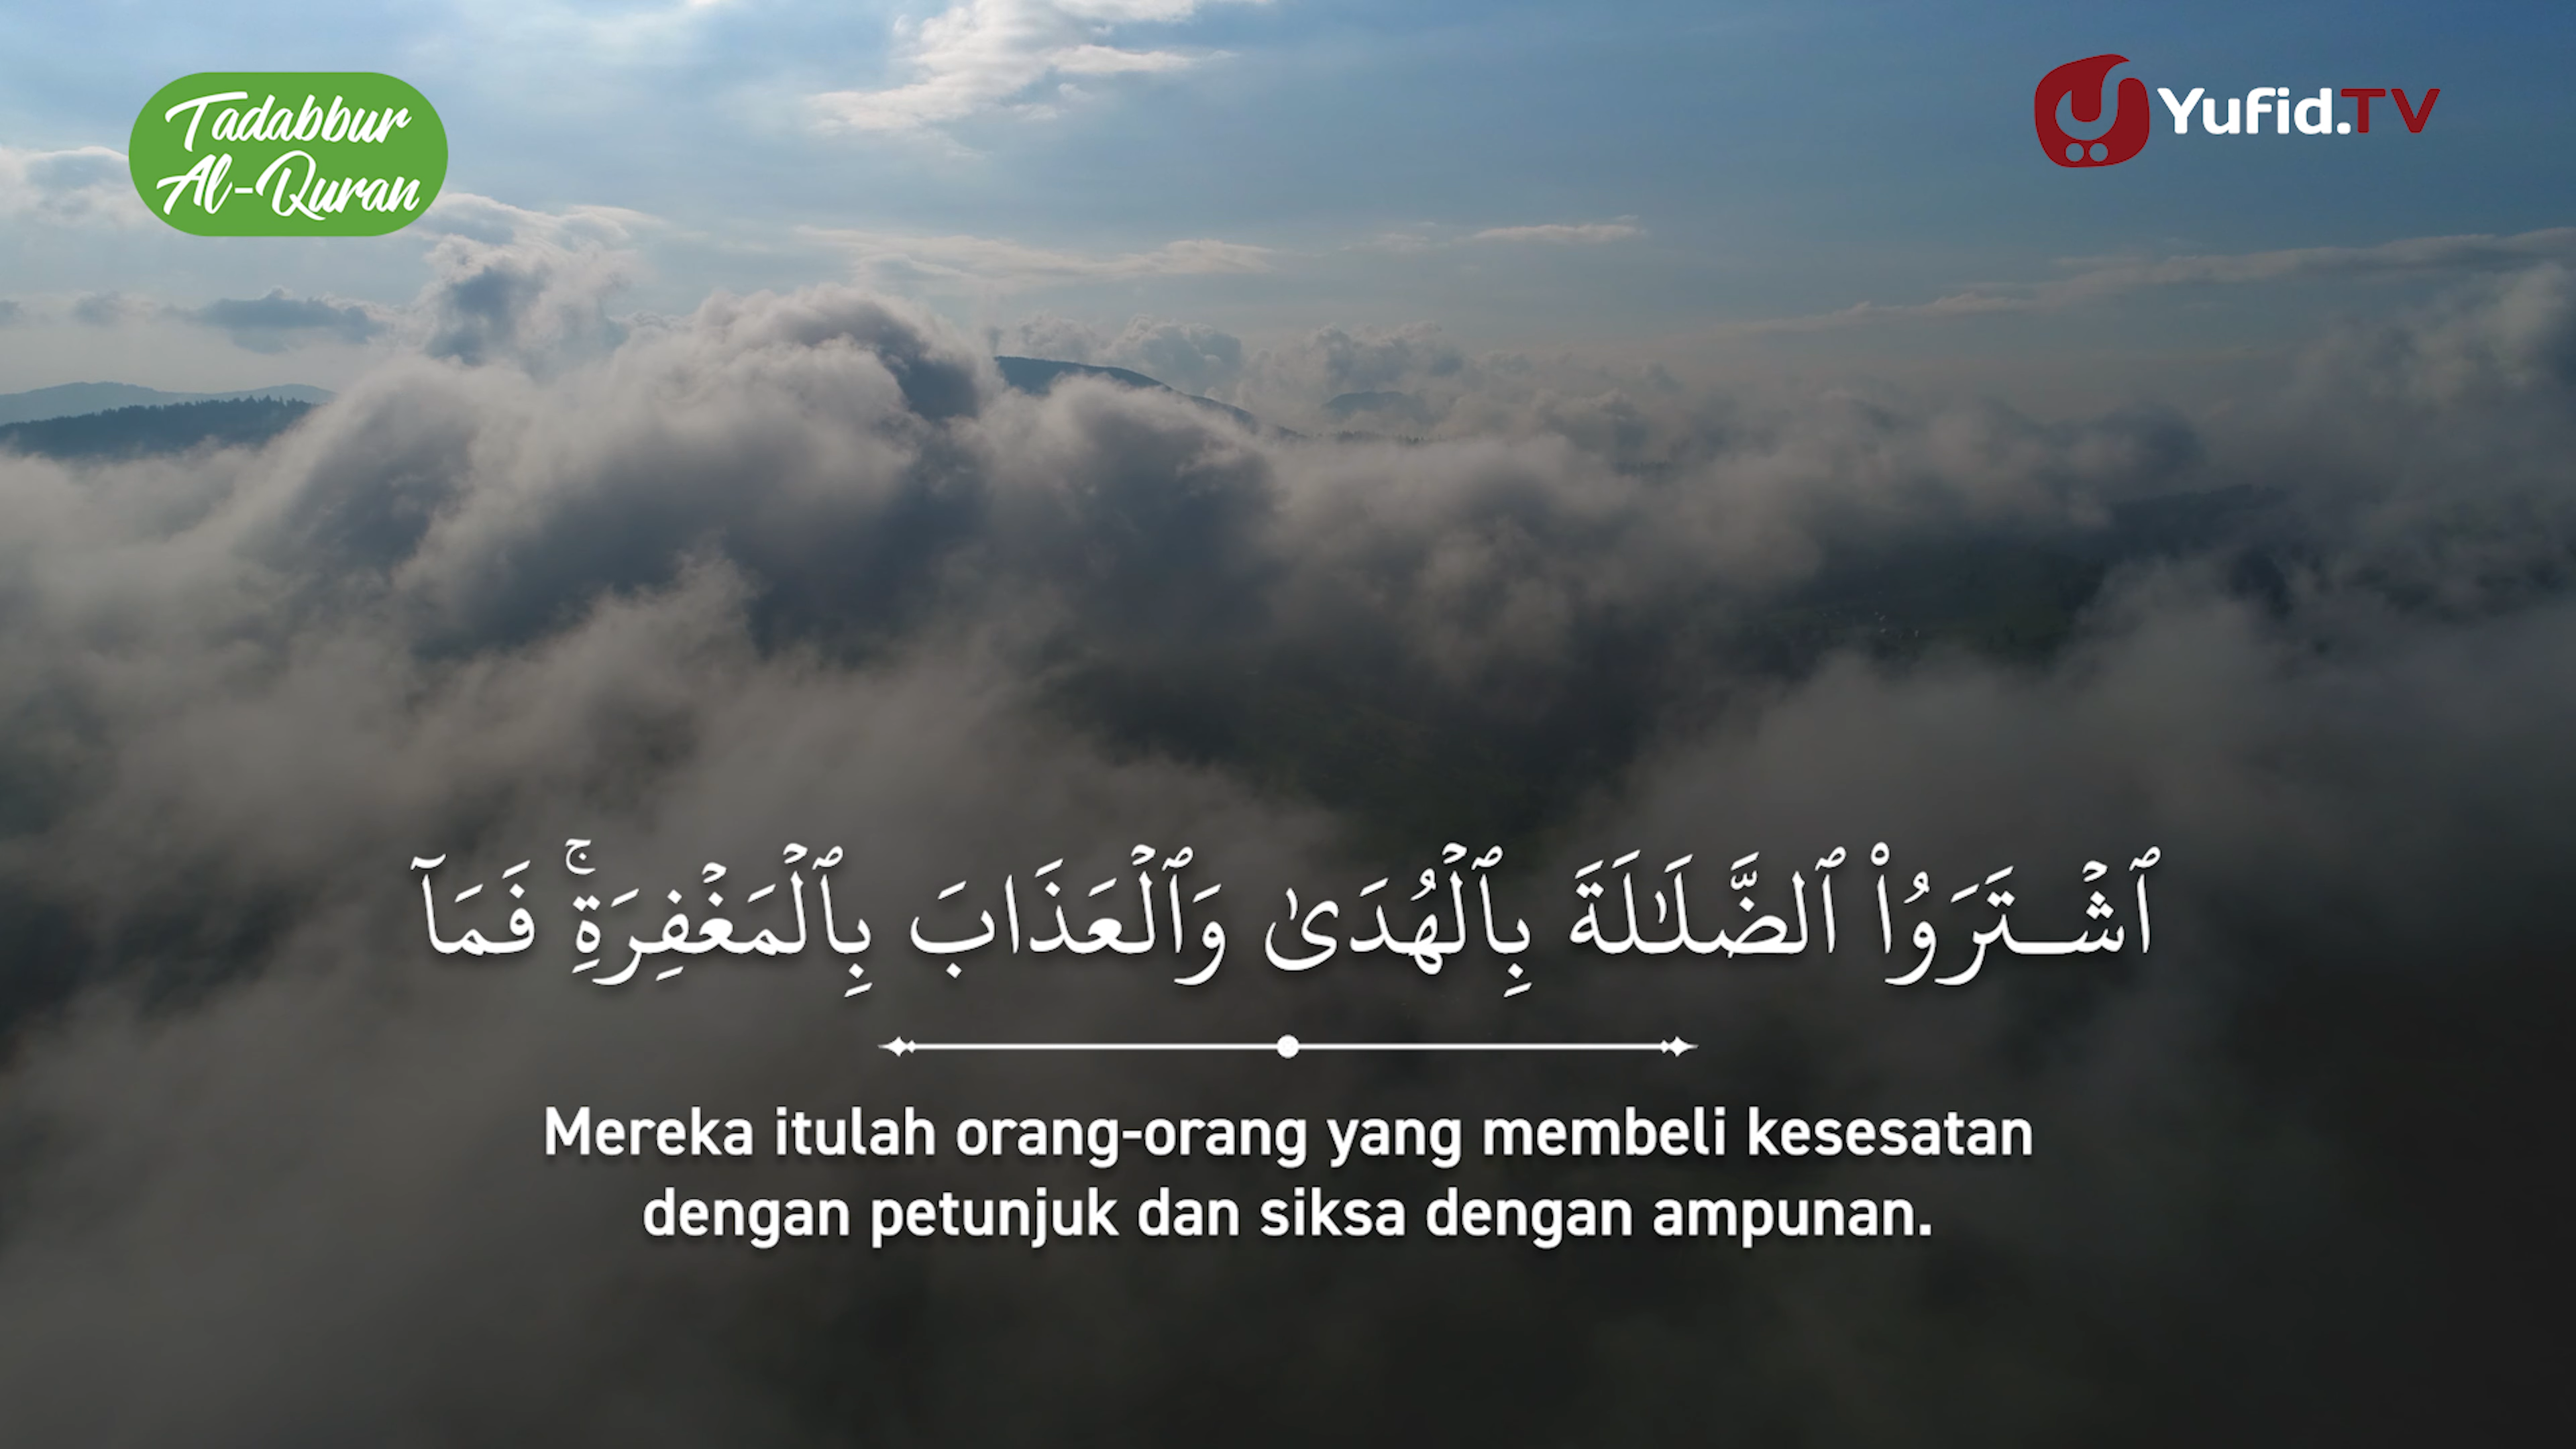 Tadabbur
Al-Quran
Yufid.TV
ٱشۡتَرَوُاْ ٱلضَّلَـٰلَةَ بِٱلۡهُدَىٰ وَٱلۡعَذَابَ بِٱلۡمَغۡفِرَةِۚ فَمَآ
Mereka itulah orang-orang yang membeli kesesatan
dengan petunjuk dan siksa dengan ampunan.